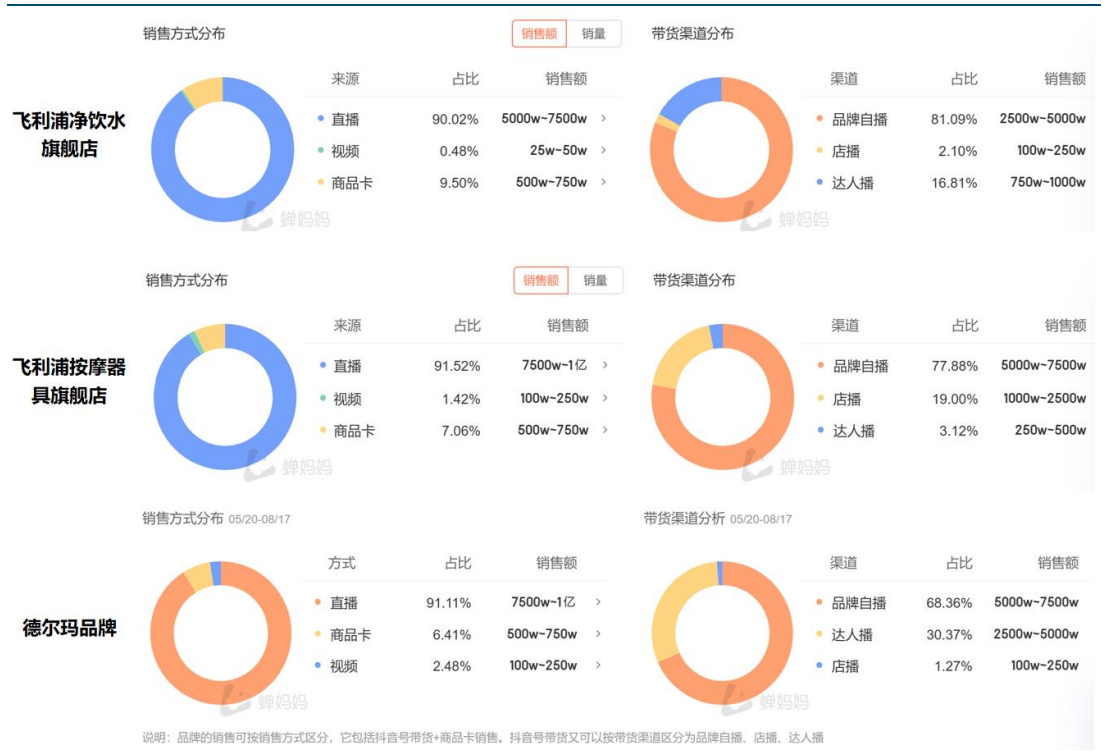 销售方式分布 销售额 销量 带货渠道分布
飞利浦净饮水旗舰店
来源 占比 销售额 渠道 占比 销售额
直播 90.02% 5000w~7500w > 品牌自播 81.09% 2500w~5000w
视频 0.48% 25w~50w > 店播 2.10% 100w~250w
商品卡 9.50% 500w~750w > 达人播 16.81% 750w~1000w
蝉妈妈 蝉妈妈
销售方式分布 销售额 销量 带货渠道分布
飞利浦按摩器具旗舰店
来源 占比 销售额 渠道 占比 销售额
直播 91.52% 7500w~1亿 > 品牌自播 77.88% 5000w~7500w
视频 1.42% 100w~250w > 店播 19.00% 1000w~2500w
商品卡 7.06% 500w~750w > 达人播 3.12% 250w~500w
蝉妈妈 蝉妈妈
销售方式分布 05/20-08/17 带货渠道分析 05/20-08/17
德尔玛品牌
方式 占比 销售额 渠道 占比 销售额
直播 91.11% 7500w~1亿 > 品牌自播 68.36% 5000w~7500w
商品卡 6.41% 500w~750w > 达人播 30.37% 2500w~5000w
视频 2.48% 100w~250w > 店播 1.27% 100w~250w
蝉妈妈 蝉妈妈
说明：品牌的销售可按销售方式区分，它包括抖音号带货+商品卡销售。抖音号带货又可以按带货渠道区分为品牌自播、店播、达人播